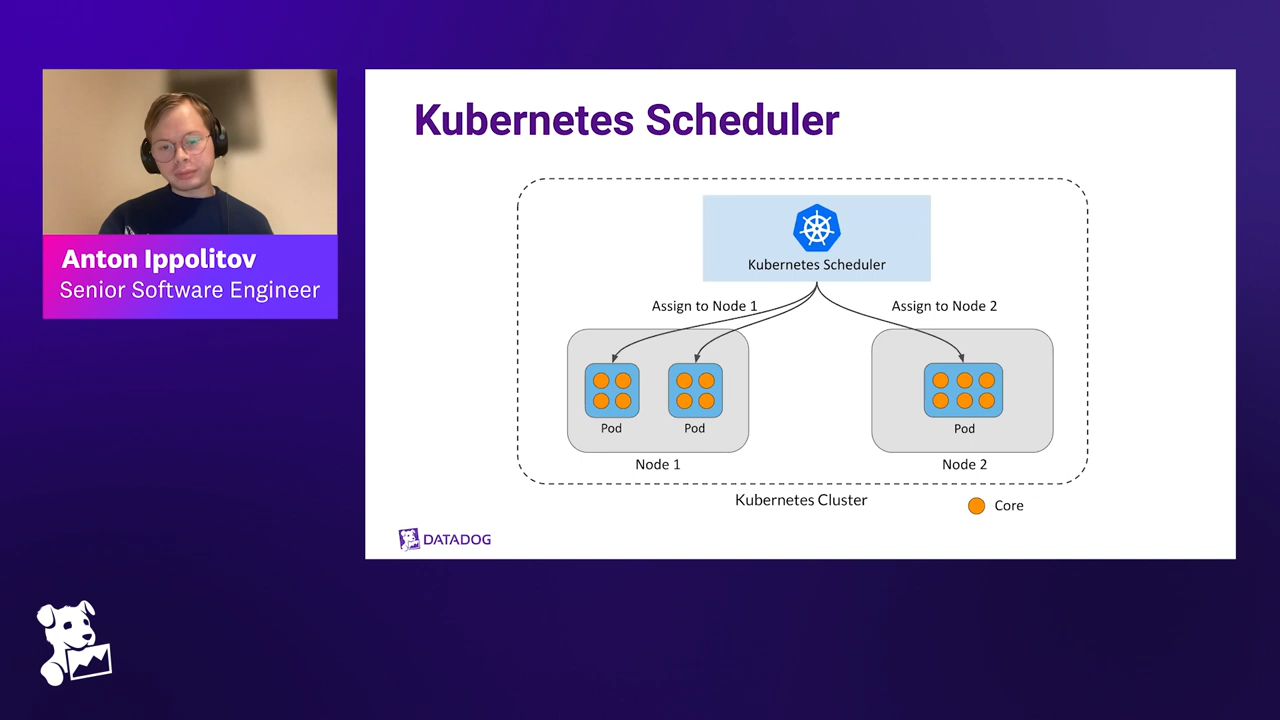 Anton Ippolitov
Senior Software Engineer
Kubernetes Scheduler
Kubernetes Scheduler
Assign to Node 1
Assign to Node 2
Pod
Pod
Pod
Node 1
Node 2
Kubernetes Cluster
Core
DATADOG